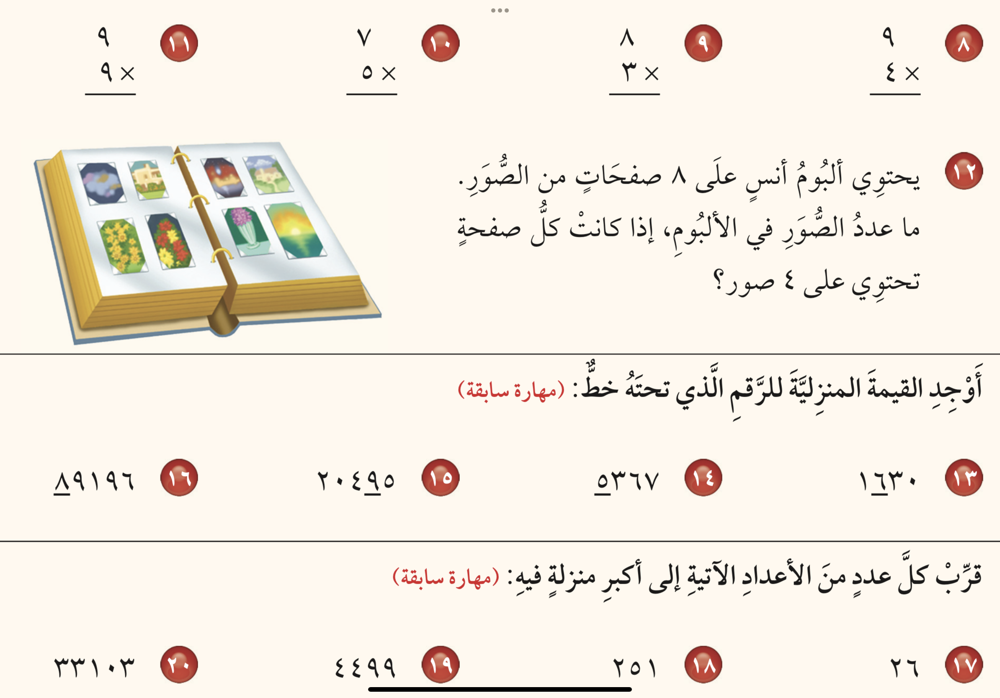 ٨ ٩ ٩ ٨ ١٠ ٧ ١١ ٩
× ٤ × ٣ × ٥ × ٩
١٢ يحتوِي ألبُومُ أنسٍ علَى ٨ صفحَاتٍ من الصُّوَرِ.
ما عددُ الصُّوَرِ في الألبُومِ، إذا كانتْ كلُّ صفحةٍ
تحتوِي على ٤ صور؟
أَوْجِدِ القيمةَ المنزِليَّةَ للرَّقمِ الَّذي تحتَهُ خطٌّ: (مهارة سابقة)
١٣ ١٦٣٠ ١٤ ٥٣٦٧ ١٥ ٢٠٤٩٥ ١٦ ٨٩١٩٦
قرِّبْ كلَّ عددٍ منَ الأعدادِ الآتيةِ إلى أكبرِ منزلةٍ فيهِ: (مهارة سابقة)
١٧ ٢٦ ١٨ ٢٥١ ١٩ ٤٤٩٩ ٢٠ ٣٣١٠٣